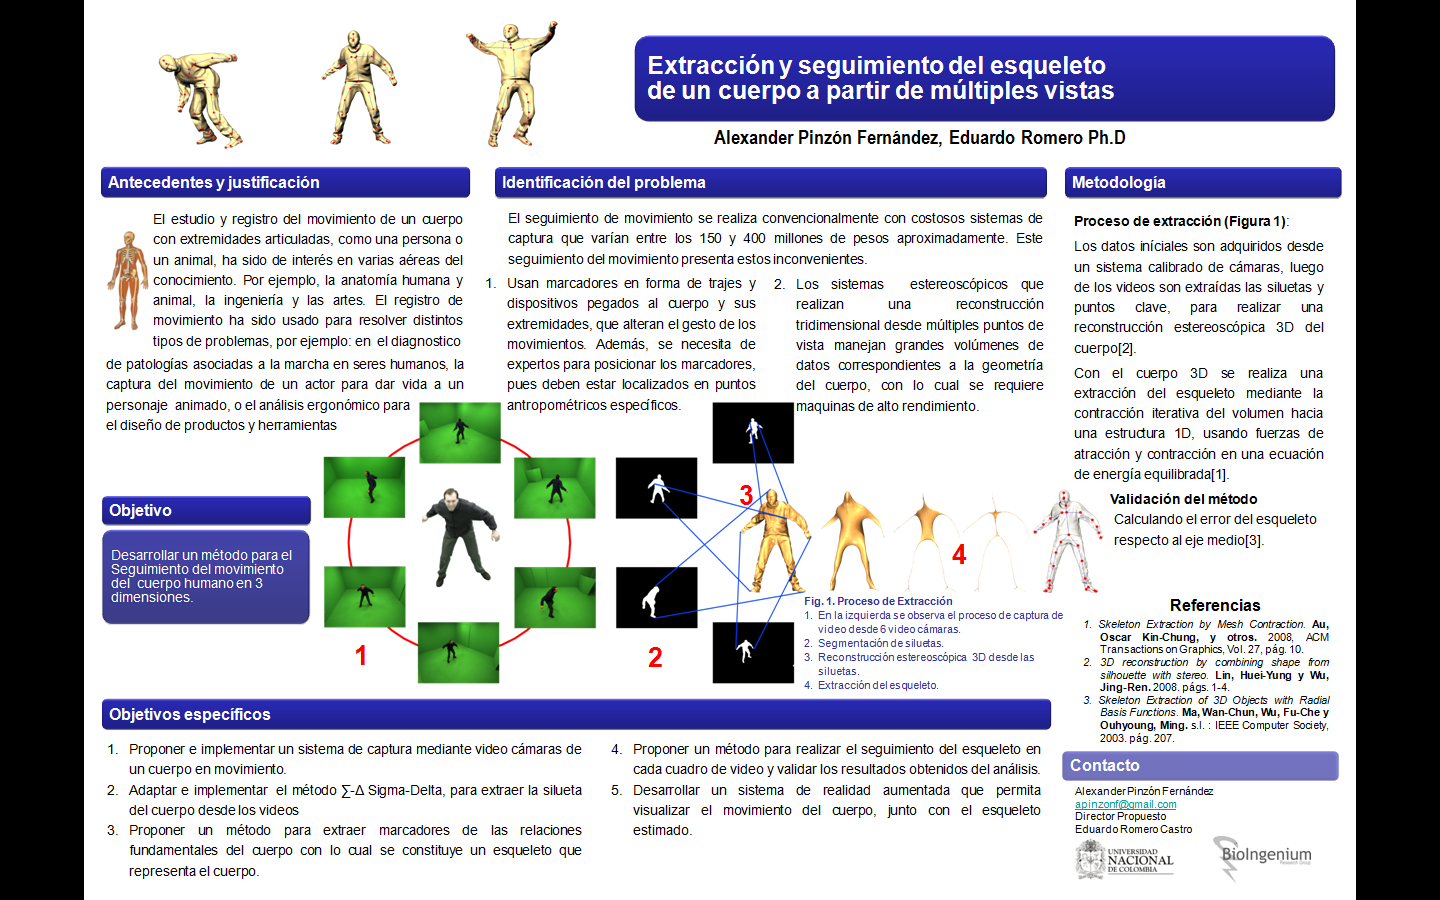 Extracción y seguimiento del esqueleto
de un cuerpo a partir de múltiples vistas
Alexander Pinzón Fernández, Eduardo Romero Ph.D
Antecedentes y justificación
El estudio y registro del movimiento de un cuerpo
con extremidades articuladas, como una persona o
un animal, ha sido de interés en varias aéreas del
conocimiento. Por ejemplo, la anatomía humana y
animal, la ingeniería y las artes. El registro de
movimiento ha sido usado para resolver distintos
tipos de problemas, por ejemplo: en el diagnostico
de patologías asociadas a la marcha en seres humanos, la
captura del movimiento de un actor para dar vida a un
personaje animado, o el análisis ergonómico para
el diseño de productos y herramientas
Identificación del problema
El seguimiento de movimiento se realiza convencionalmente con costosos sistemas de
captura que varían entre los 150 y 400 millones de pesos aproximadamente. Este
seguimiento del movimiento presenta estos inconvenientes.
1. Usan marcadores en forma de trajes y
dispositivos pegados al cuerpo y sus
extremidades, que alteran el gesto de los
movimientos. Además, se necesita de
expertos para posicionar los marcadores,
pues deben estar localizados en puntos
antropométricos específicos.
2. Los sistemas estereoscópicos que
realizan una reconstrucción
tridimensional desde múltiples puntos de
vista manejan grandes volúmenes de
datos correspondientes a la geometría
del cuerpo, con lo cual se requiere
maquinas de alto rendimiento.
Metodología
Proceso de extracción (Figura 1):
Los datos iníciales son adquiridos desde
un sistema calibrado de cámaras, luego
de los videos son extraídas las siluetas y
puntos clave, para realizar una
reconstrucción estereoscópica 3D del
cuerpo[2].
Con el cuerpo 3D se realiza una
extracción del esqueleto mediante la
contracción iterativa del volumen hacia
una estructura 1D, usando fuerzas de
atracción y contracción en una ecuación
de energía equilibrada[1].
Validación del método
Calculando el error del esqueleto
respecto al eje medio[3].
Objetivo
Desarrollar un método para el
Seguimiento del movimiento
del cuerpo humano en 3
dimensiones.
1
2
3
4
Fig. 1. Proceso de Extracción
1. En la izquierda se observa el proceso de captura de
video desde 6 video cámaras.
2. Segmentación de siluetas.
3. Reconstrucción estereoscópica 3D desde las
siluetas.
4. Extracción del esqueleto.
Referencias
1. Skeleton Extraction by Mesh Contraction. Au,
Oscar Kin-Chung, y otros. 2008, ACM
Transactions on Graphics, Vol. 27, pág. 10.
2. 3D reconstruction by combining shape from
silhouette with stereo. Lin, Huei-Yung y Wu,
Jing-Ren. 2008. págs. 1-4.
3. Skeleton Extraction of 3D Objects with Radial
Basis Functions. Ma, Wan-Chun, Wu, Fu-Che y
Ouhyoung, Ming. s.l. : IEEE Computer Society,
2003. pág. 207.
Objetivos específicos
1. Proponer e implementar un sistema de captura mediante video cámaras de
un cuerpo en movimiento.
2. Adaptar e implementar el método ∑-Δ Sigma-Delta, para extraer la silueta
del cuerpo desde los videos
3. Proponer un método para extraer marcadores de las relaciones
fundamentales del cuerpo con lo cual se constituye un esqueleto que
representa el cuerpo.
4. Proponer un método para realizar el seguimiento del esqueleto en
cada cuadro de video y validar los resultados obtenidos del análisis.
5. Desarrollar un sistema de realidad aumentada que permita
visualizar el movimiento del cuerpo, junto con el esqueleto
estimado.
Contacto
Alexander Pinzón Fernández
apinzonf@gmail.com
Director Propuesto
Eduardo Romero Castro
UNIVERSIDAD
NACIONAL
DE COLOMBIA
BioIngenium
Research Group